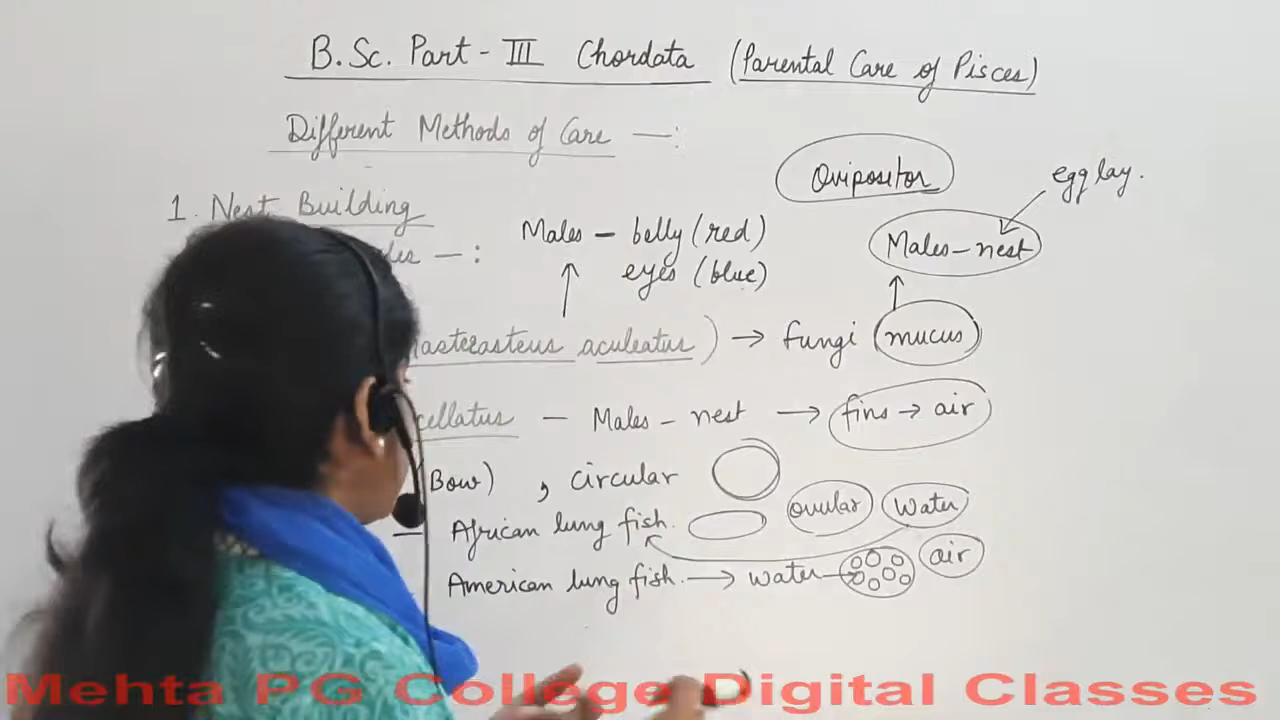 B.Sc. Part - III Chordata (Parental Care of Pisces)
Different Methods of Care —:
Ovipositor
egg lay.
1. Nest Building
Males - belly (red)
Males - nest
— :
eyes (blue)
aculeatus) → fungi mucus
— Males - nest → fins → air
(Bow) , circular
— African lung fish. ovular Water
American lung fish. → water → air
Mehta PG College Digital Classes